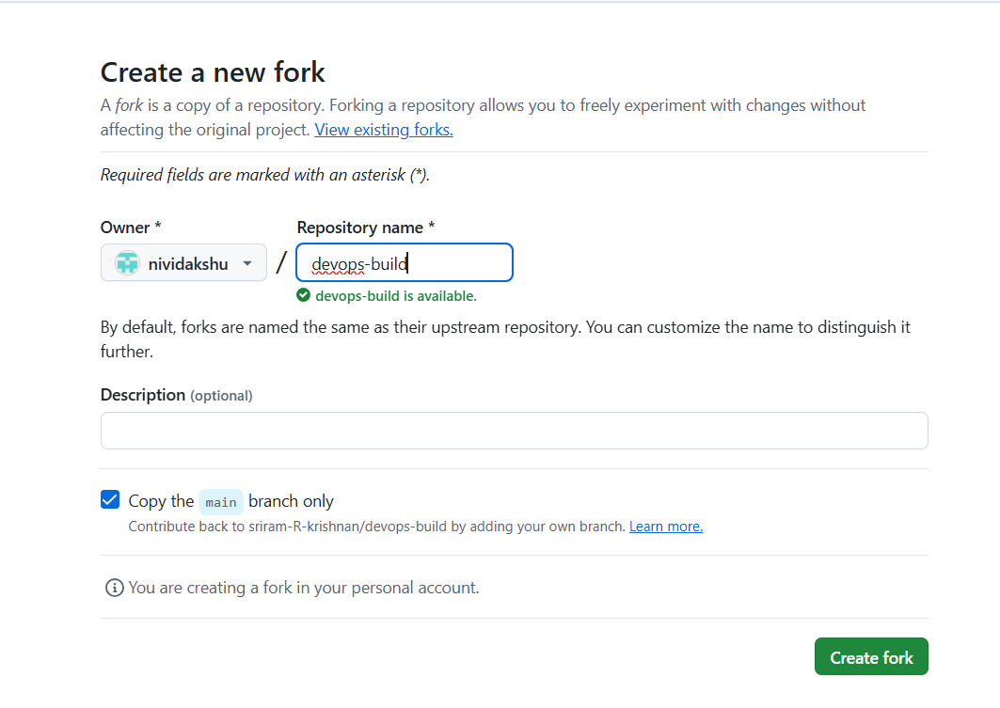 Create a new fork
A fork is a copy of a repository. Forking a repository allows you to freely experiment with changes without
affecting the original project. View existing forks.
Required fields are marked with an asterisk (*).
Owner * Repository name *
nividakshu / devops-build
devops-build is available.
By default, forks are named the same as their upstream repository. You can customize the name to distinguish it
further.
Description (optional)
Copy the main branch only
Contribute back to sriram-R-krishnan/devops-build by adding your own branch. Learn more.
You are creating a fork in your personal account.
Create fork